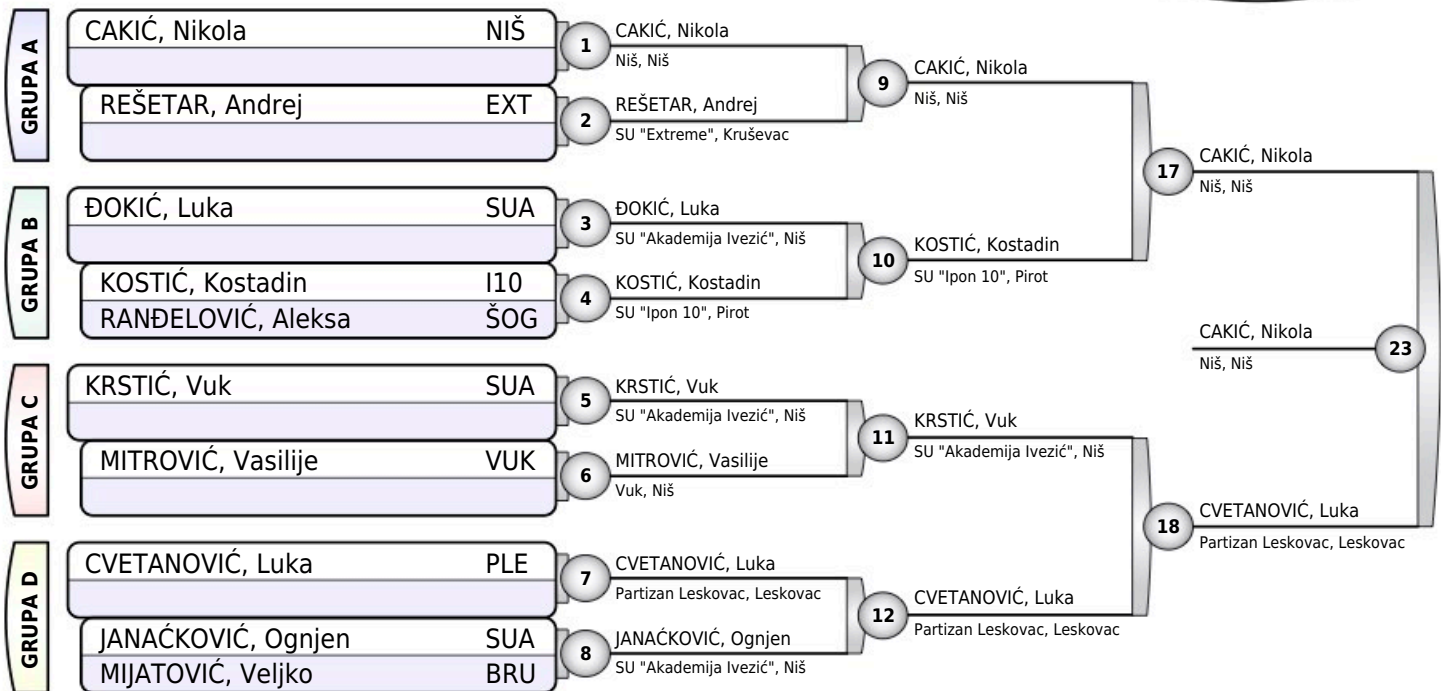 GRUPA A
CAKIĆ, Nikola NIŠ
REŠETAR, Andrej EXT
GRUPA B
ĐOKIĆ, Luka SUA
KOSTIĆ, Kostadin I10
RANĐELOVIĆ, Aleksa ŠOG
GRUPA C
KRSTIĆ, Vuk SUA
MITROVIĆ, Vasilije VUK
GRUPA D
CVETANOVIĆ, Luka PLE
JANAĆKOVIĆ, Ognjen SUA
MIJATOVIĆ, Veljko BRU
1
CAKIĆ, Nikola
Niš, Niš
2
REŠETAR, Andrej
SU "Extreme", Kruševac
3
ĐOKIĆ, Luka
SU "Akademija Ivezić", Niš
4
KOSTIĆ, Kostadin
SU "Ipon 10", Pirot
5
KRSTIĆ, Vuk
SU "Akademija Ivezić", Niš
6
MITROVIĆ, Vasilije
Vuk, Niš
7
CVETANOVIĆ, Luka
Partizan Leskovac, Leskovac
8
JANAĆKOVIĆ, Ognjen
SU "Akademija Ivezić", Niš
9
CAKIĆ, Nikola
Niš, Niš
10
KOSTIĆ, Kostadin
SU "Ipon 10", Pirot
11
KRSTIĆ, Vuk
SU "Akademija Ivezić", Niš
12
CVETANOVIĆ, Luka
Partizan Leskovac, Leskovac
17
CAKIĆ, Nikola
Niš, Niš
18
CVETANOVIĆ, Luka
Partizan Leskovac, Leskovac
CAKIĆ, Nikola
Niš, Niš
23